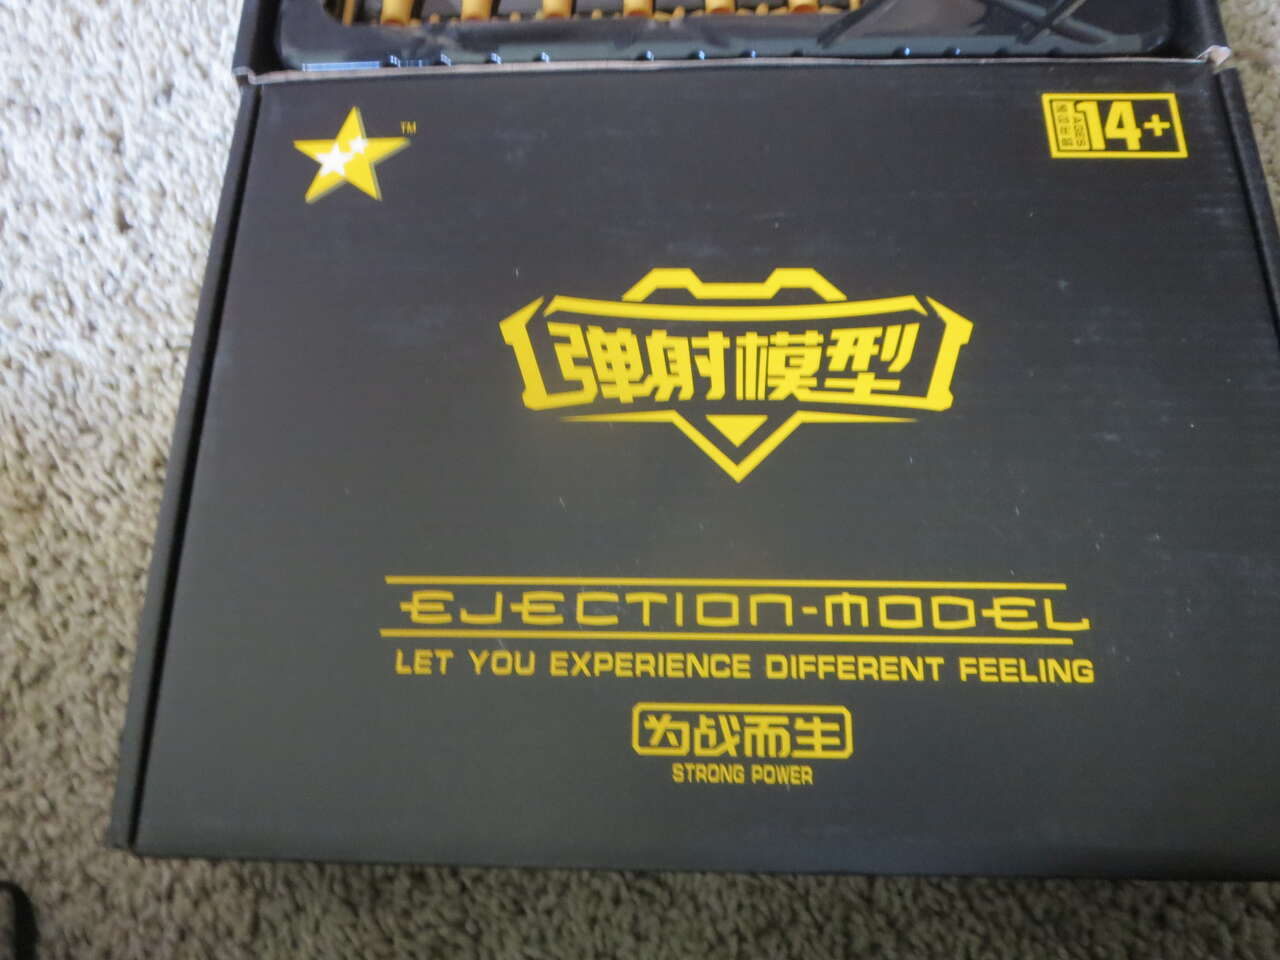 TM
AGES
14+
弹射模型
EJECTION-MODEL
LET YOU EXPERIENCE DIFFERENT FEELING
为战而生
STRONG POWER